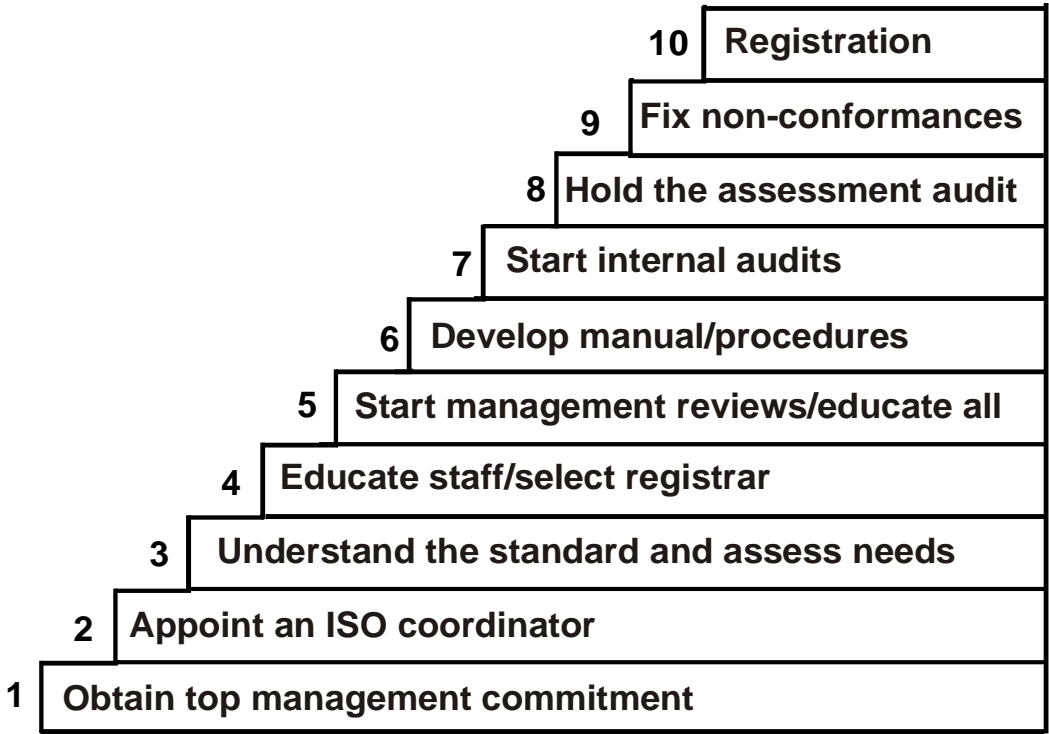 10 Registration
9 Fix non-conformances
8 Hold the assessment audit
7 Start internal audits
6 Develop manual/procedures
5 Start management reviews/educate all
4 Educate staff/select registrar
3 Understand the standard and assess needs
2 Appoint an ISO coordinator
1 Obtain top management commitment